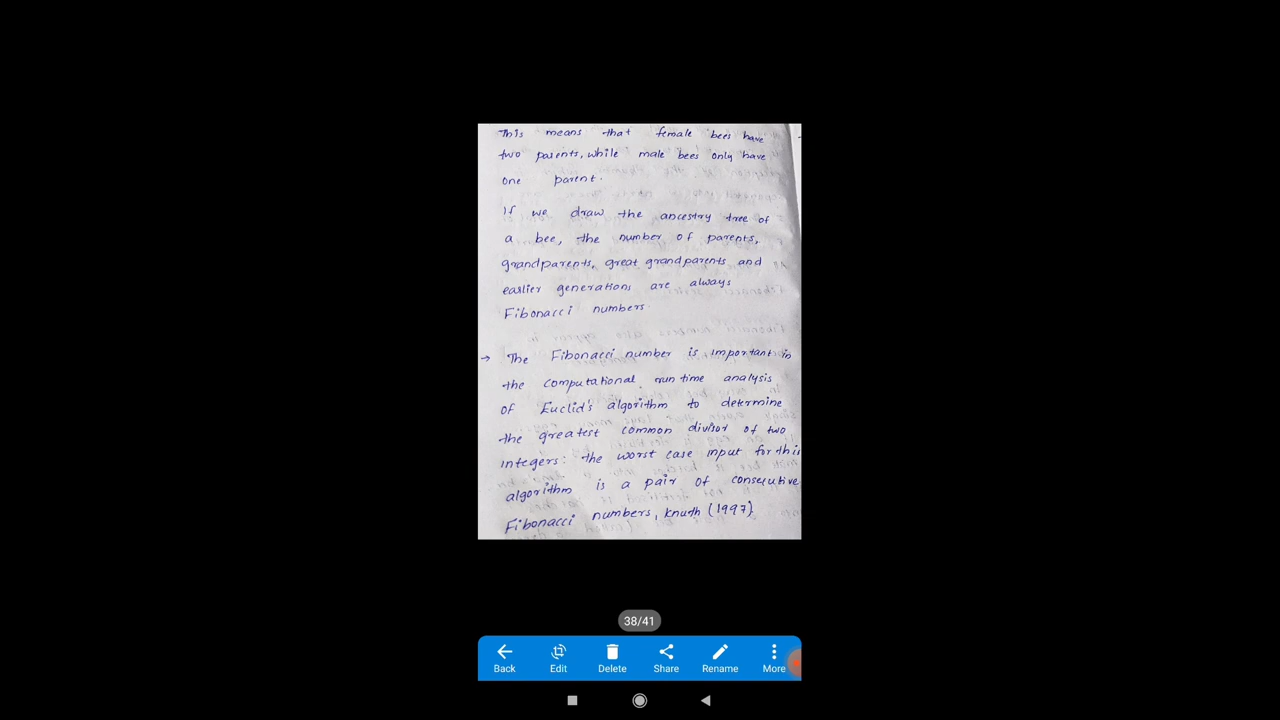 This means that female bees have
two parents, while male bees only have
one parent.
If we draw the ancestry tree of
a bee, the number of parents,
grandparents, great grandparents and
earlier generations are always
Fibonacci numbers
→ The Fibonacci number is important in
the computational run time analysis
of Euclid's algorithm to determine
the greatest common divisor of two
integers: the worst case input for this
algorithm is a pair of consecutive
Fibonacci numbers, Knuth (1997)
38/41
Back Edit Delete Share Rename More